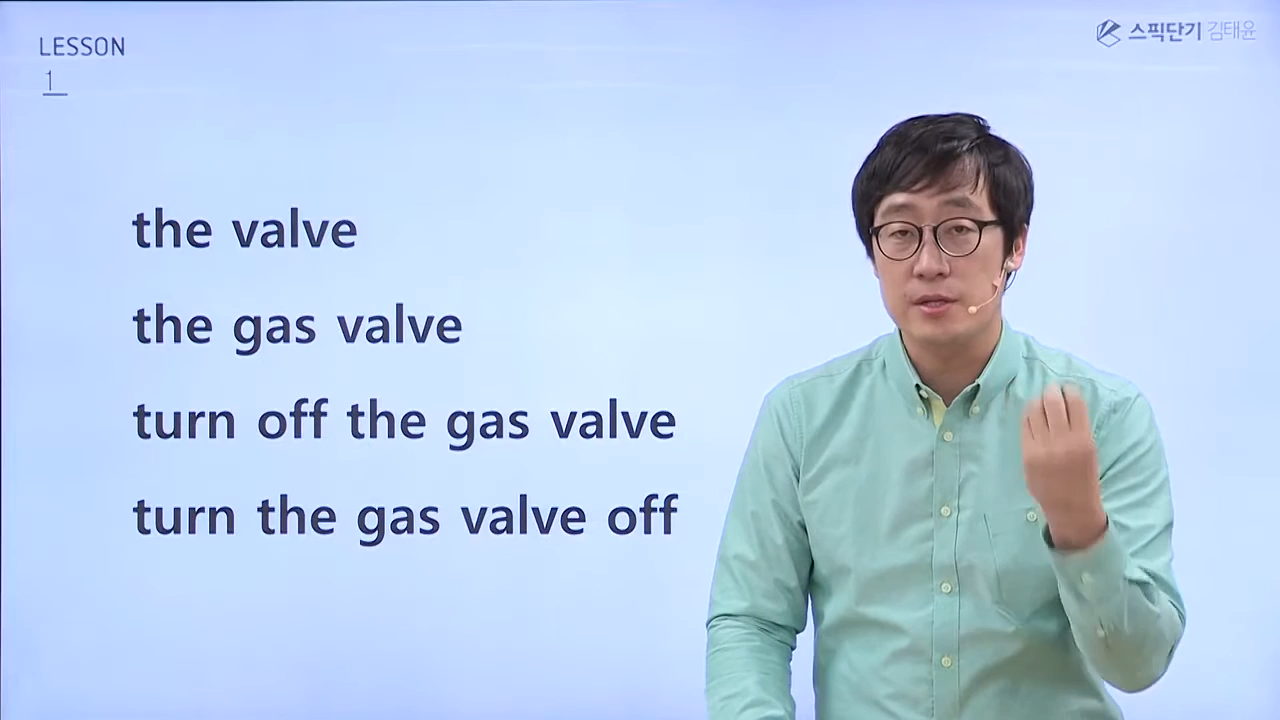 LESSON
1
스픽단기 김태윤
the valve
the gas valve
turn off the gas valve
turn the gas valve off